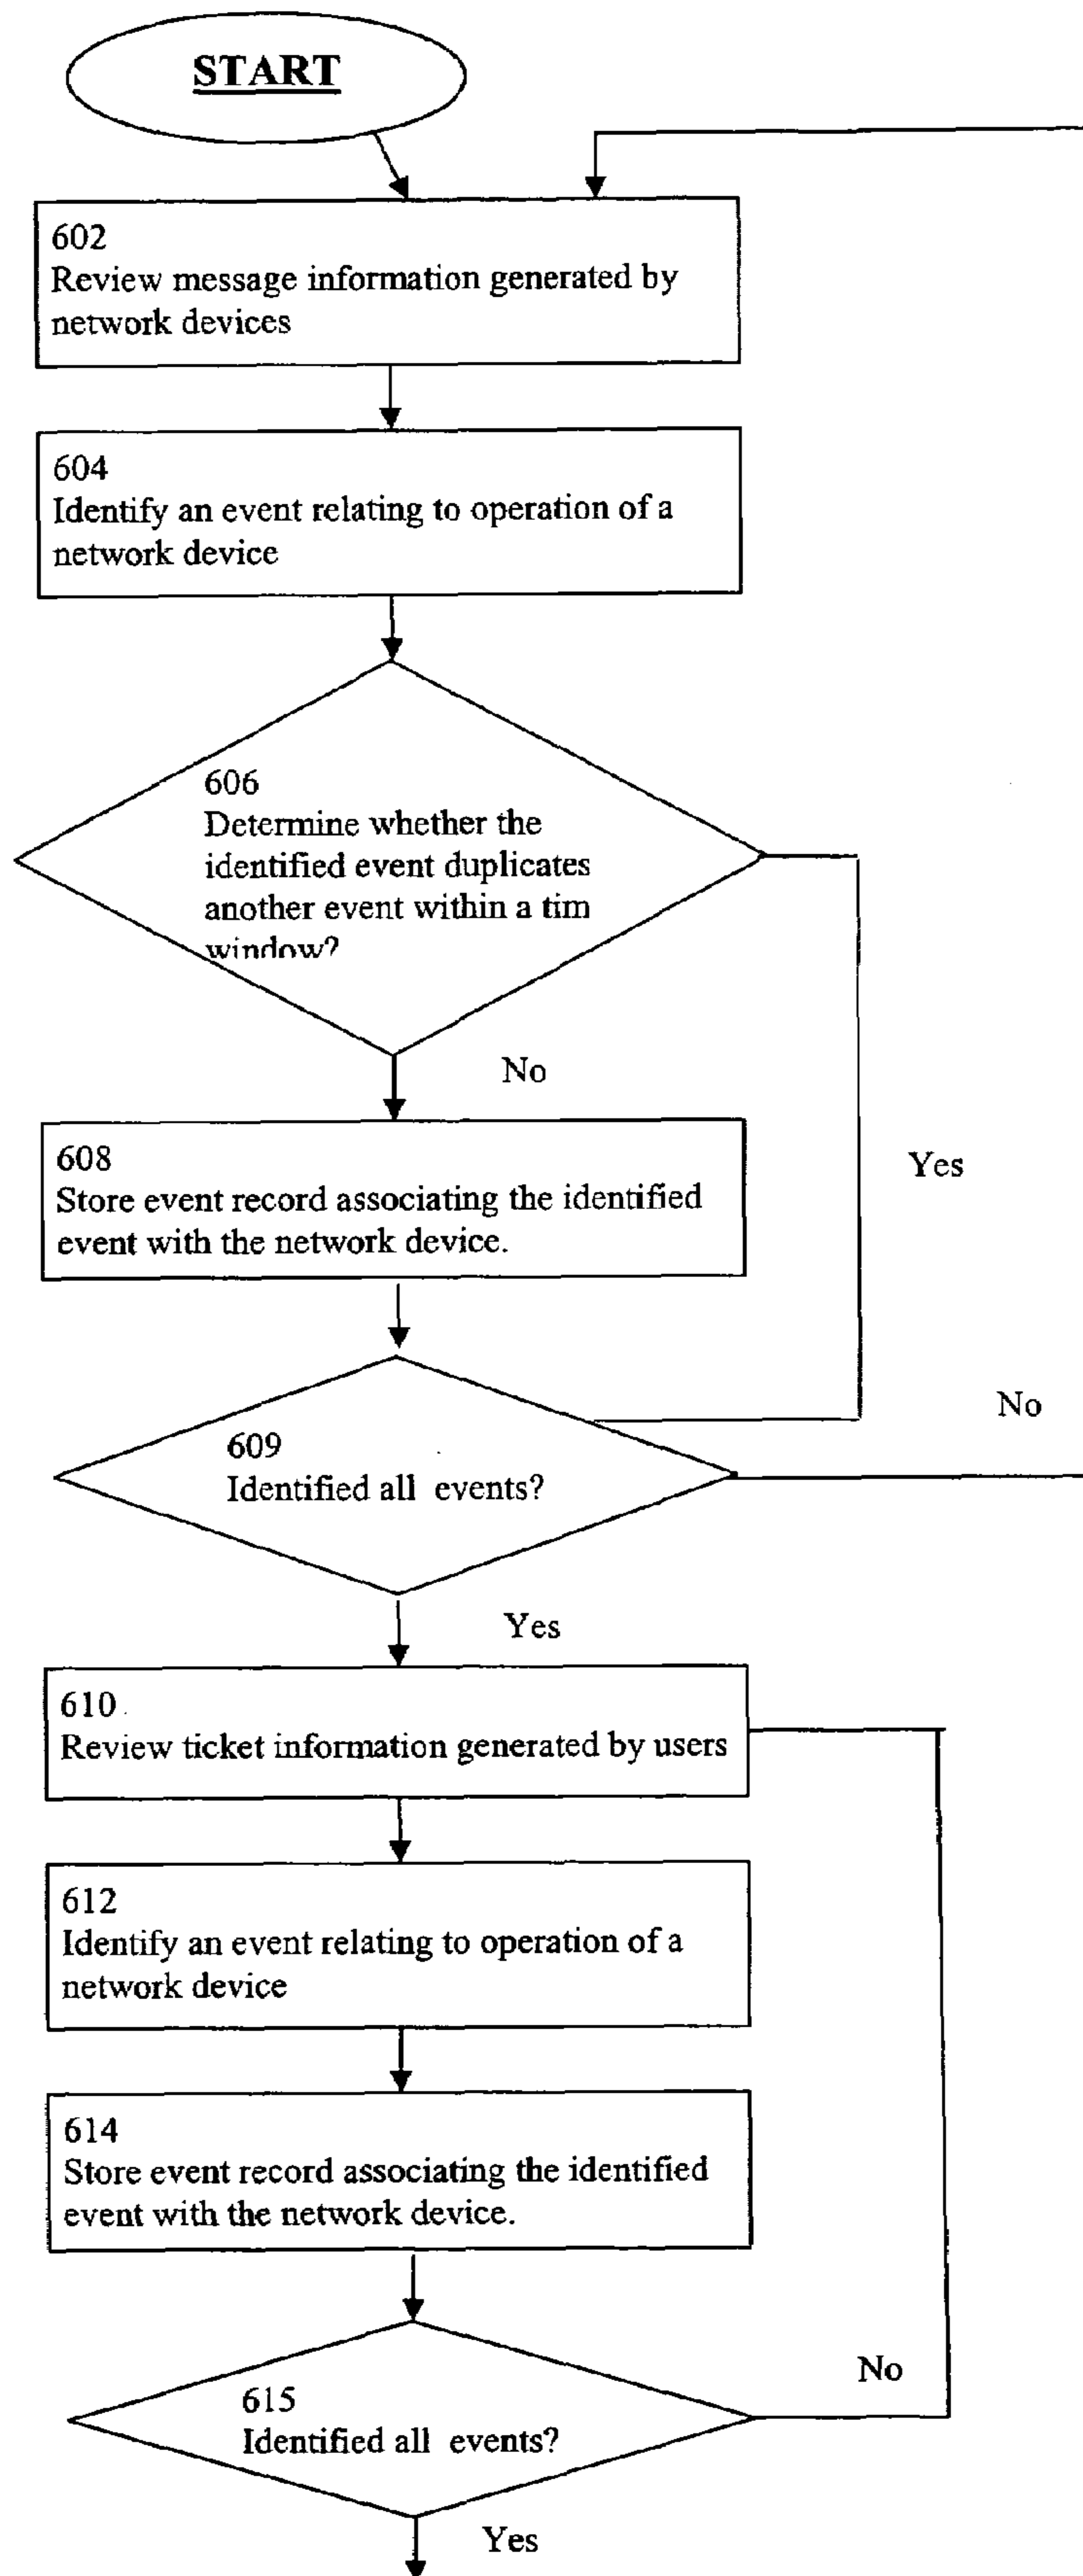 START
602
Review message information generated by
network devices
604
Identify an event relating to operation of a
network device
606
Determine whether the
identified event duplicates
another event within a tim
window?
No
608
Store event record associating the identified
event with the network device.
Yes
609
Identified all events?
No
Yes
610
Review ticket information generated by users
612
Identify an event relating to operation of a
network device
614
Store event record associating the identified
event with the network device.
615
Identified all events?
No
Yes